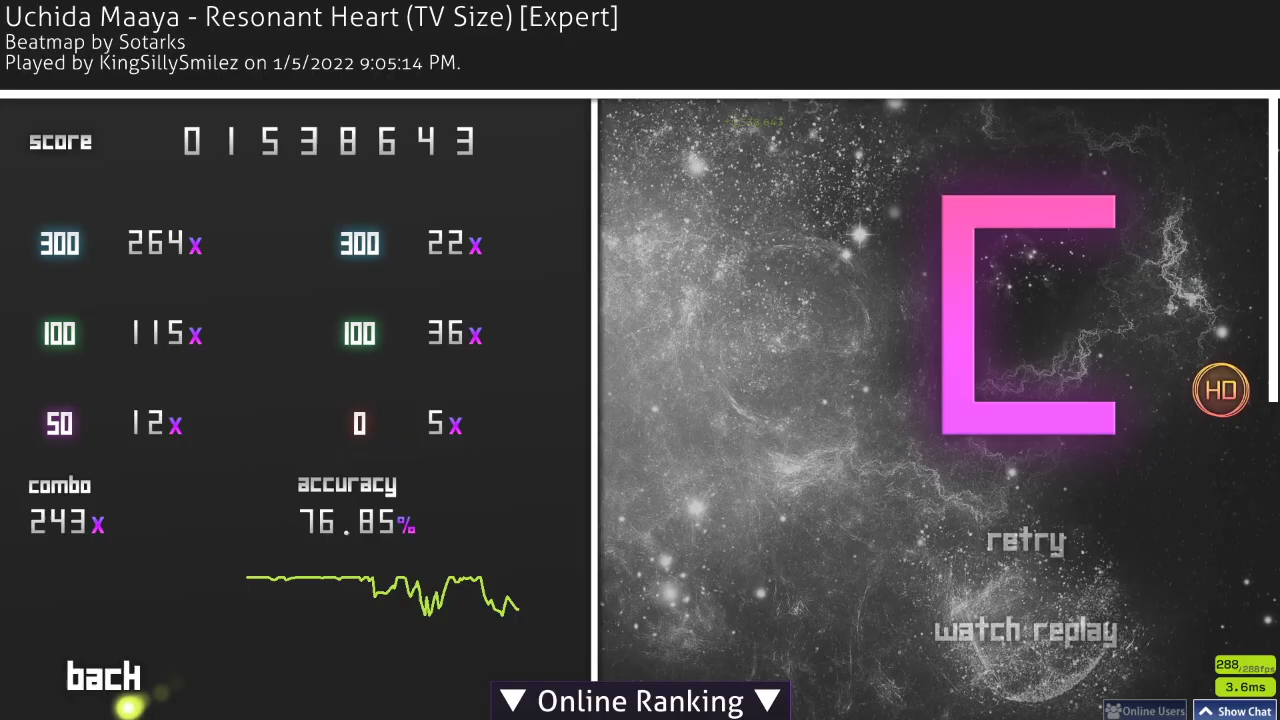 Uchida Maaya - Resonant Heart (TV Size) [Expert]
Beatmap by Sotarks
Played by KingSillySmilez on 1/5/2022 9:05:14 PM.
score 01538643
300 264x 300 22x
100 115x 100 36x
50 12x 0 5x
combo accuracy
243x 76.85%
C
HD
retry
watch replay
back
▼ Online Ranking ▼
288/288fps
3.6ms
Online Users
Show Chat